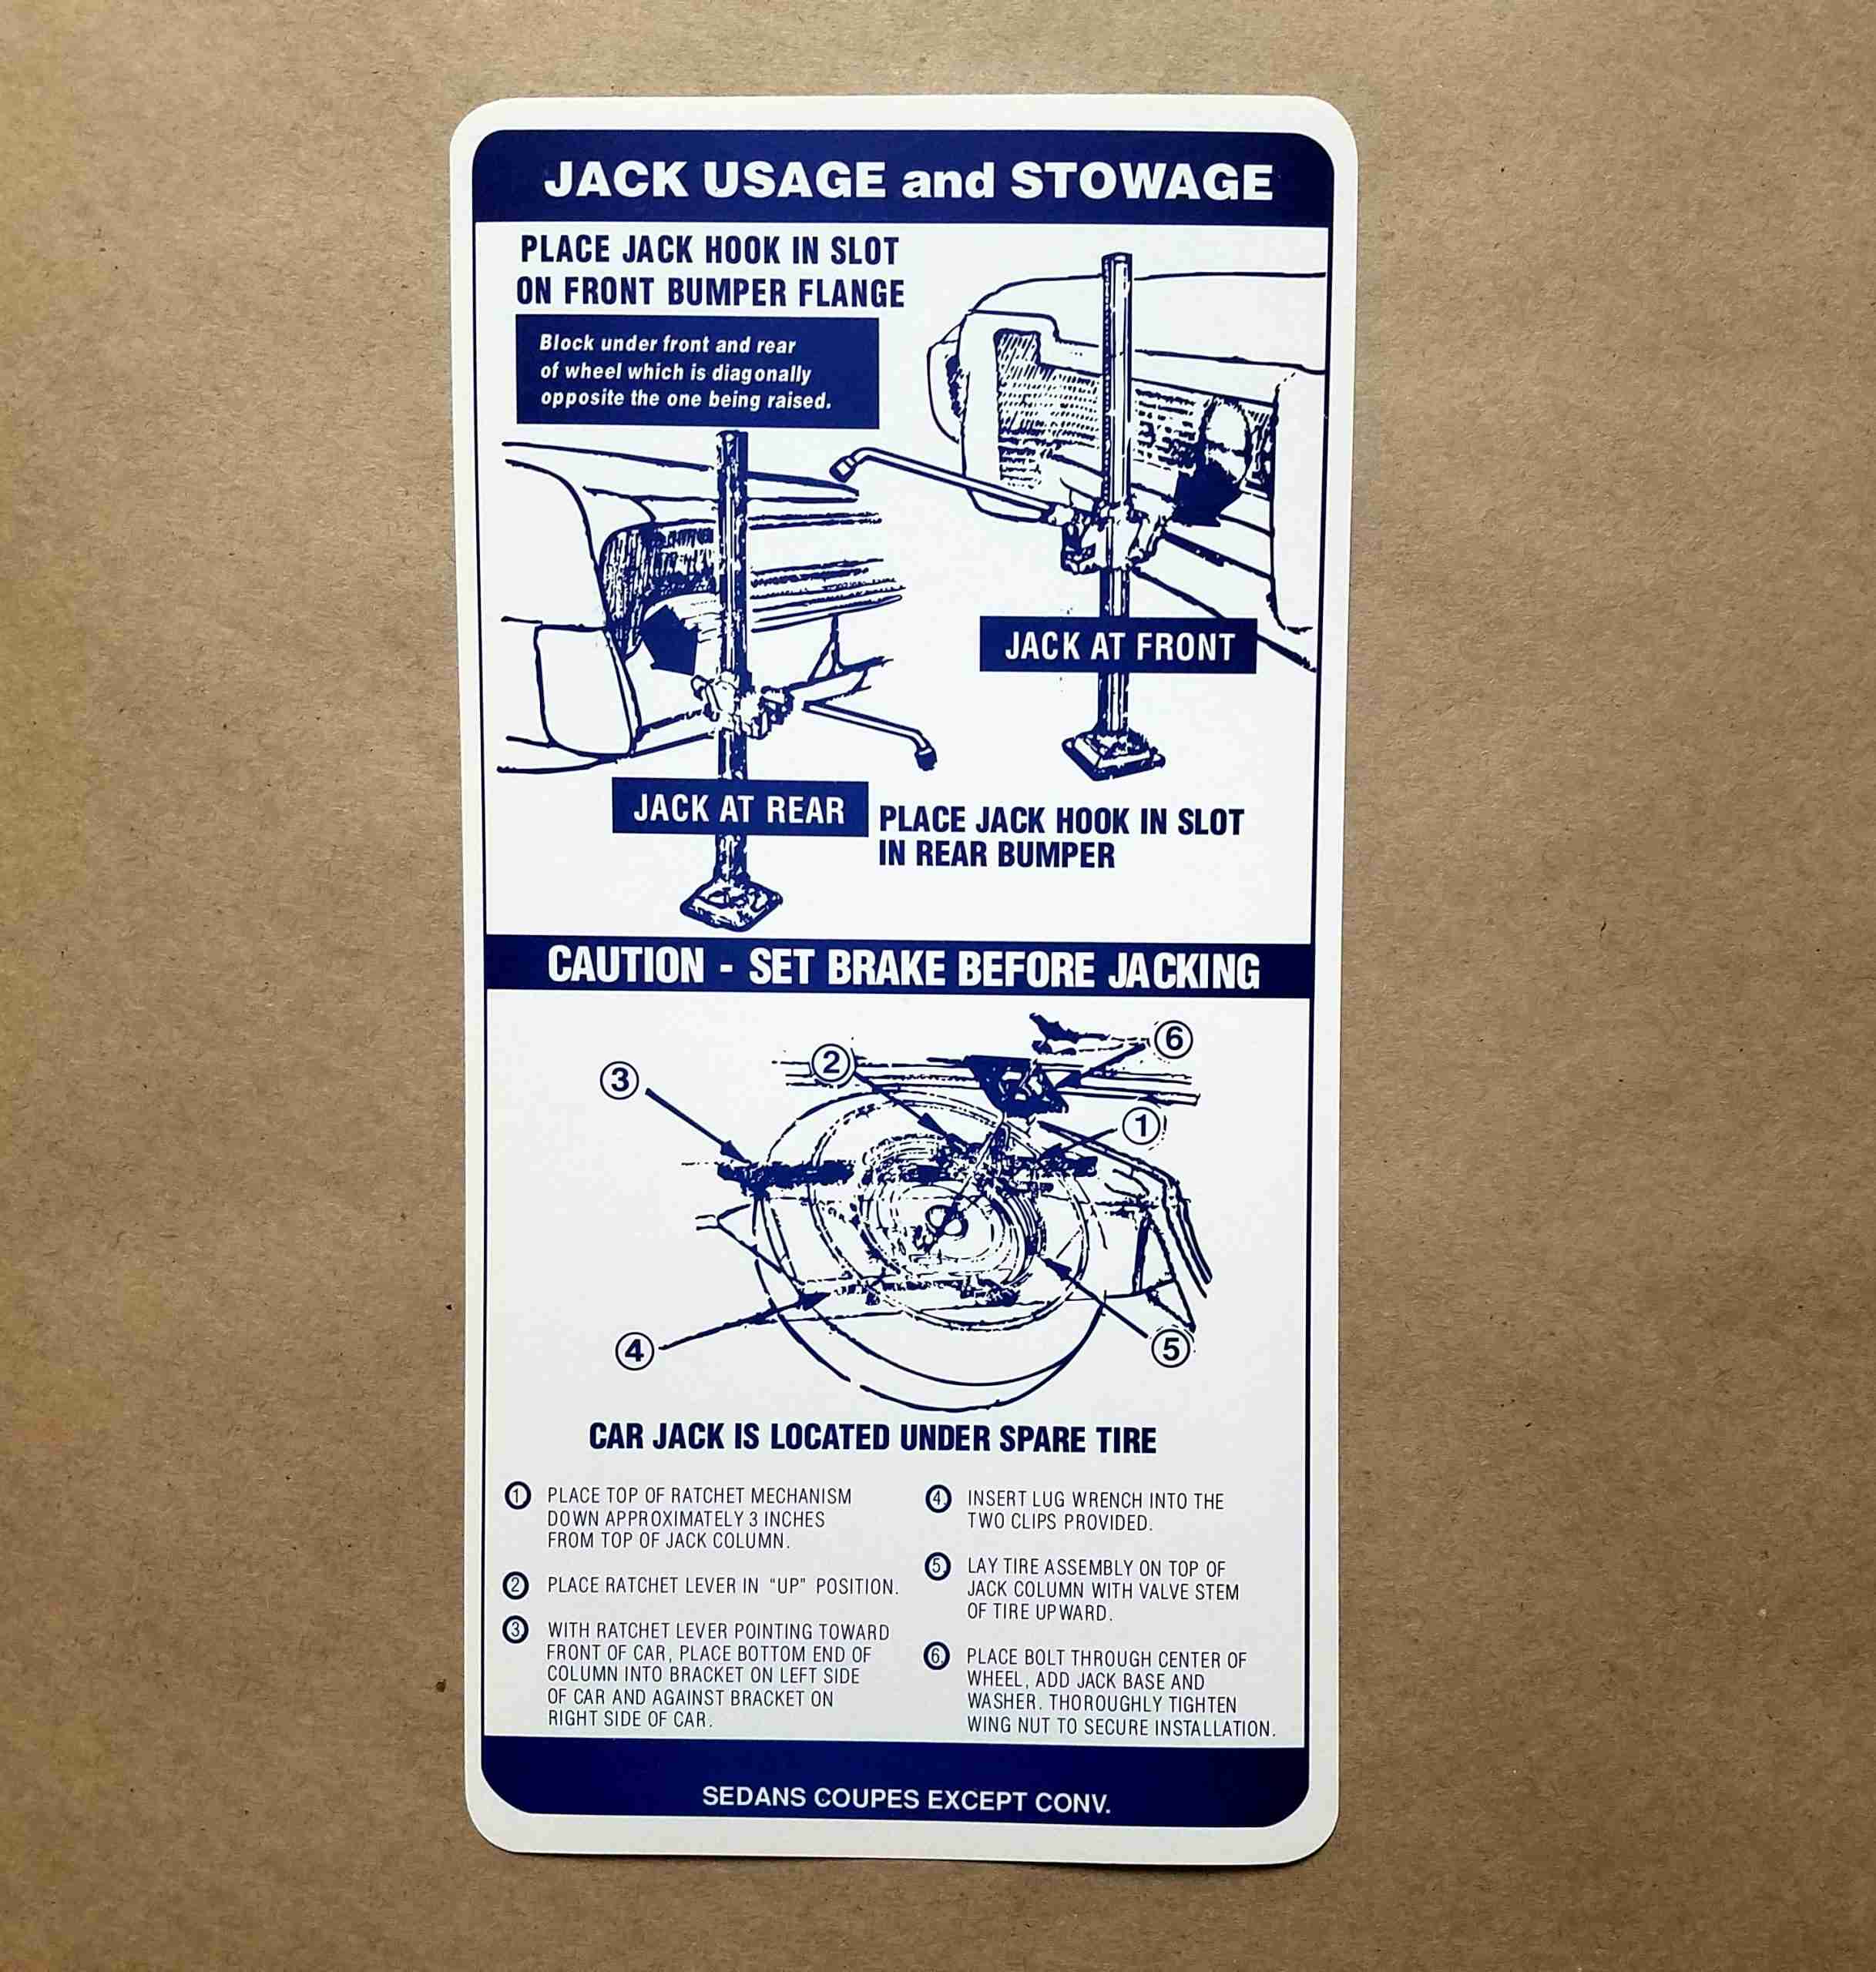 JACK USAGE and STOWAGE
PLACE JACK HOOK IN SLOT
ON FRONT BUMPER FLANGE
Block under front and rear
of wheel which is diagonally
opposite the one being raised.
JACK AT FRONT
JACK AT REAR
PLACE JACK HOOK IN SLOT
IN REAR BUMPER
CAUTION - SET BRAKE BEFORE JACKING
6
2
3
1
4
5
CAR JACK IS LOCATED UNDER SPARE TIRE
1 PLACE TOP OF RATCHET MECHANISM
DOWN APPROXIMATELY 3 INCHES
FROM TOP OF JACK COLUMN.
2 PLACE RATCHET LEVER IN "UP" POSITION.
3 WITH RATCHET LEVER POINTING TOWARD
FRONT OF CAR, PLACE BOTTOM END OF
COLUMN INTO BRACKET ON LEFT SIDE
OF CAR AND AGAINST BRACKET ON
RIGHT SIDE OF CAR.
4. INSERT LUG WRENCH INTO THE
TWO CLIPS PROVIDED.
5. LAY TIRE ASSEMBLY ON TOP OF
JACK COLUMN WITH VALVE STEM
OF TIRE UPWARD.
6. PLACE BOLT THROUGH CENTER OF
WHEEL, ADD JACK BASE AND
WASHER. THOROUGHLY TIGHTEN
WING NUT TO SECURE INSTALLATION.
SEDANS COUPES EXCEPT CONV.